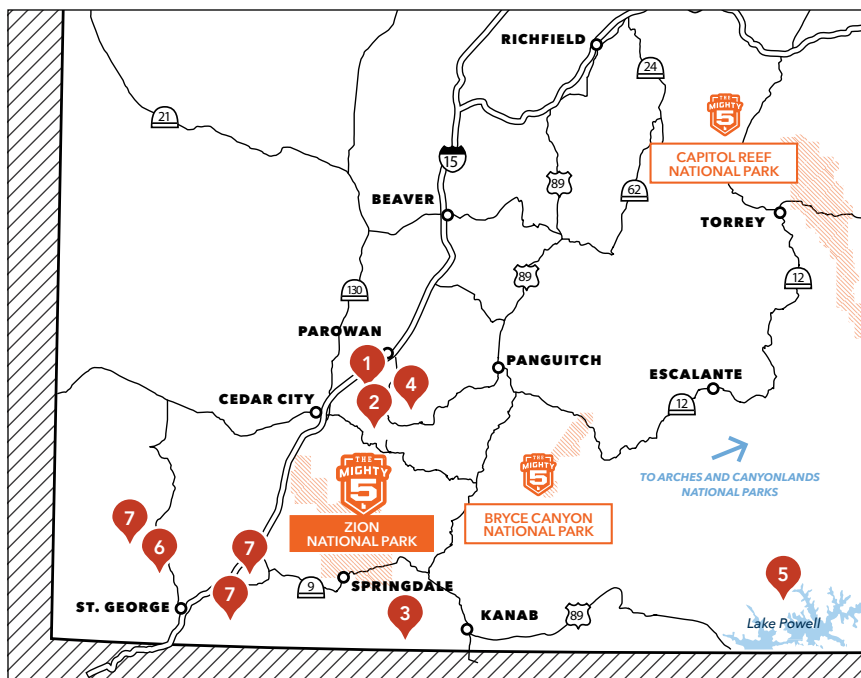 RICHFIELD
24
THE
MIGHTY
5
21
CAPITOL REEF
NATIONAL PARK
15
89
62
BEAVER
TORREY
89
12
130
PAROWAN
1
PANGUITCH
4
ESCALANTE
CEDAR CITY
2
12
THE
MIGHTY
5
THE
MIGHTY
5
TO ARCHES AND CANYONLANDS
NATIONAL PARKS
7
ZION
NATIONAL PARK
BRYCE CANYON
NATIONAL PARK
6
7
5
7
9
SPRINGDALE
ST. GEORGE
3
KANAB
89
Lake Powell